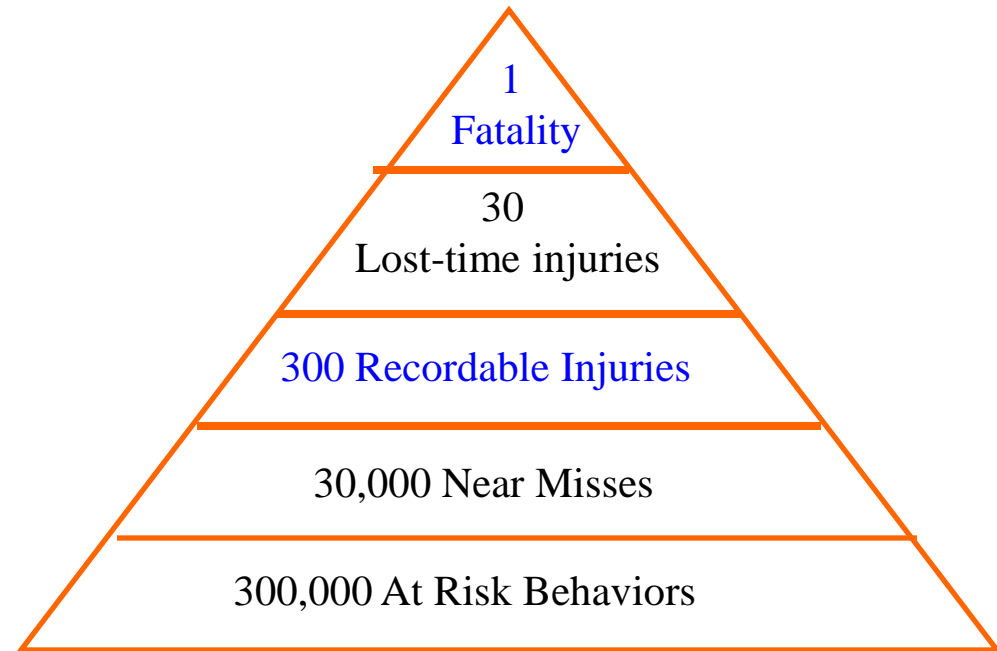 1
Fatality
30
Lost-time injuries
300 Recordable Injuries
30,000 Near Misses
300,000 At Risk Behaviors